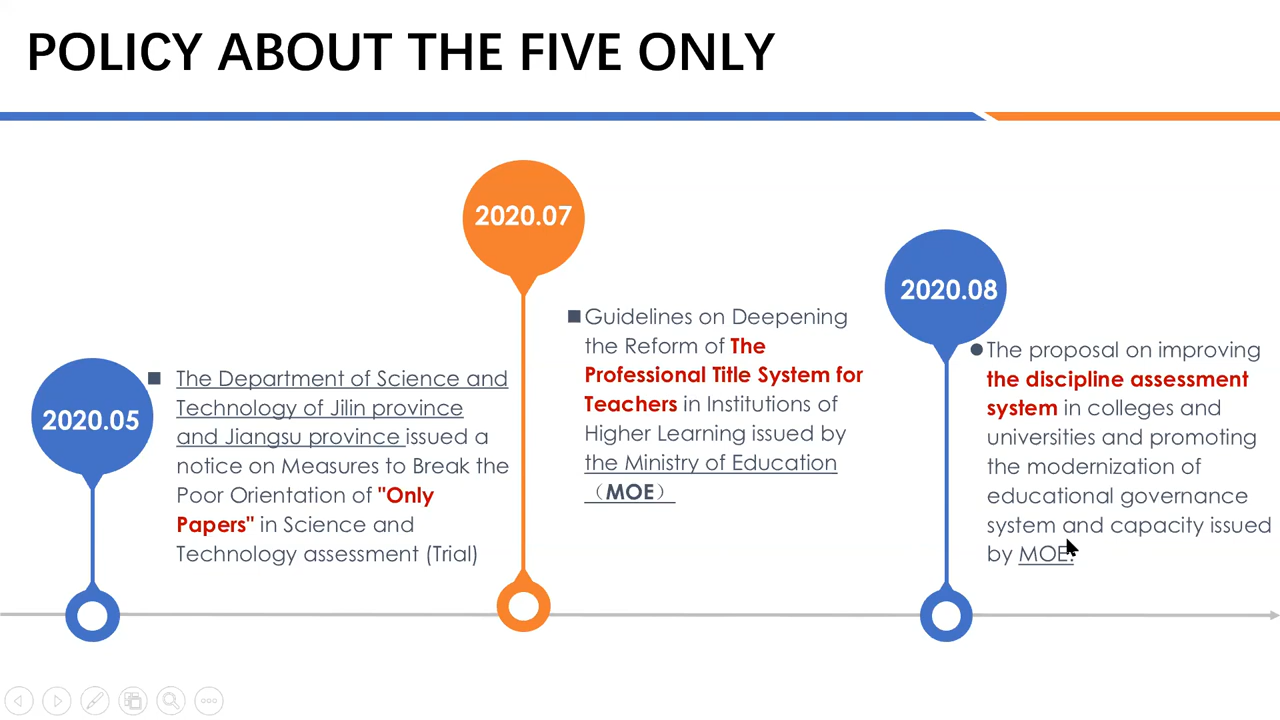 POLICY ABOUT THE FIVE ONLY
2020.05
The Department of Science and
Technology of Jilin province
and Jiangsu province issued a
notice on Measures to Break the
Poor Orientation of "Only
Papers" in Science and
Technology assessment (Trial)
2020.07
Guidelines on Deepening
the Reform of The
Professional Title System for
Teachers in Institutions of
Higher Learning issued by
the Ministry of Education
（MOE）
2020.08
The proposal on improving
the discipline assessment
system in colleges and
universities and promoting
the modernization of
educational governance
system and capacity issued
by MOE.